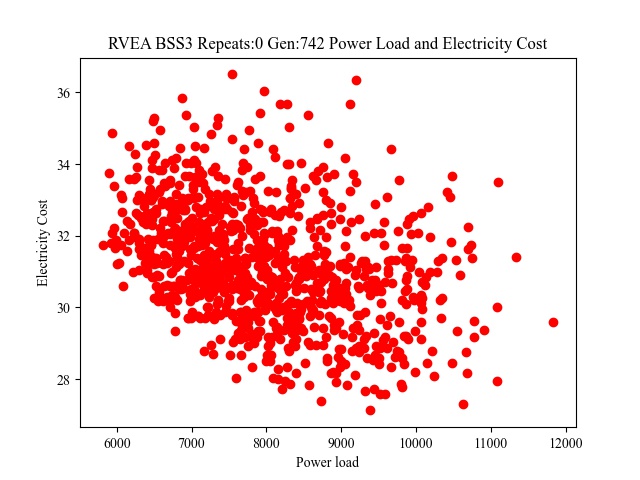 RVEA BSS3 Repeats:0 Gen:742 Power Load and Electricity Cost
36
34
32
30
28
Electricity Cost
6000 7000 8000 9000 10000 11000 12000
Power load